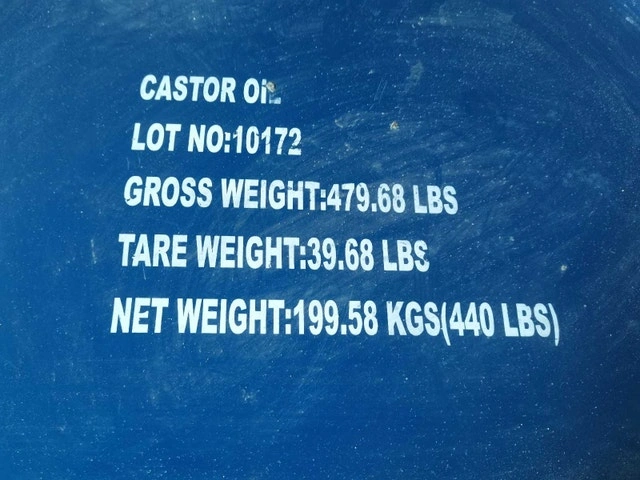 CASTOR OIL
LOT NO:10172
GROSS WEIGHT:479.68 LBS
TARE WEIGHT:39.68 LBS
NET WEIGHT:199.58 KGS(440 LBS)